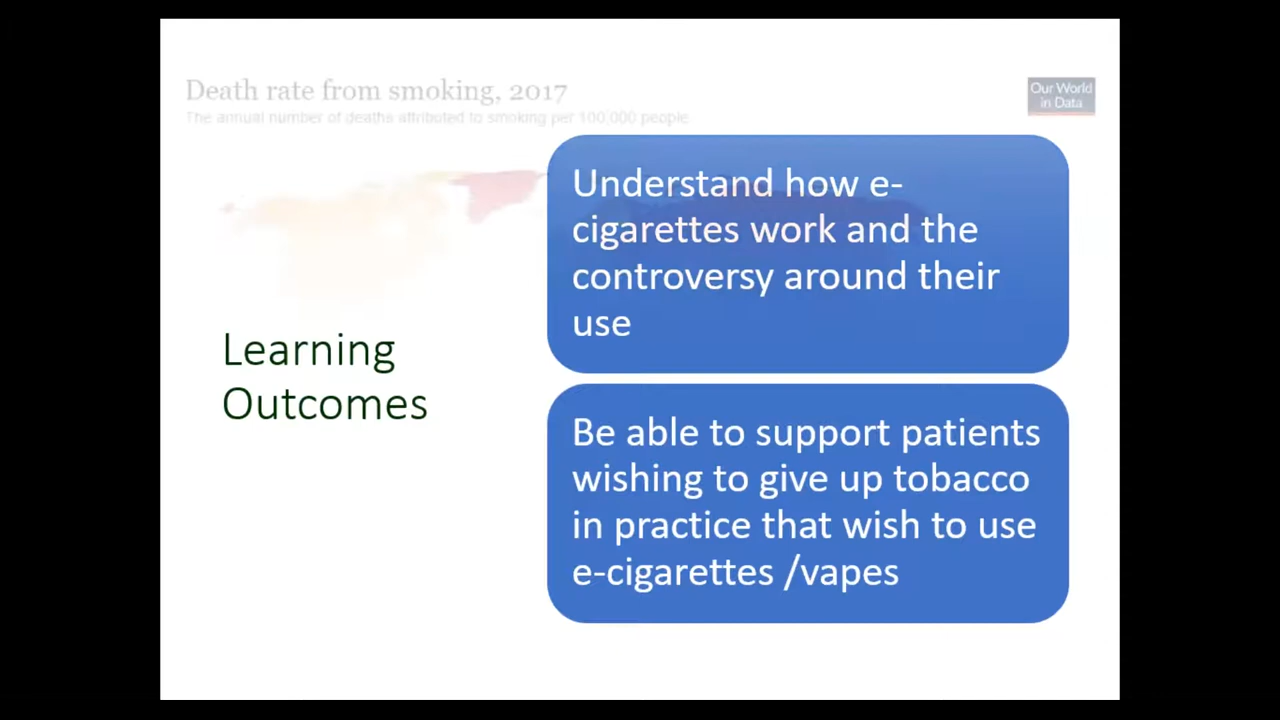 Death rate from smoking, 2017
The annual number of deaths attributed to smoking per 100,000 people
Our World
in Data
Understand how e-
cigarettes work and the
controversy around their
use
Learning
Outcomes
Be able to support patients
wishing to give up tobacco
in practice that wish to use
e-cigarettes /vapes